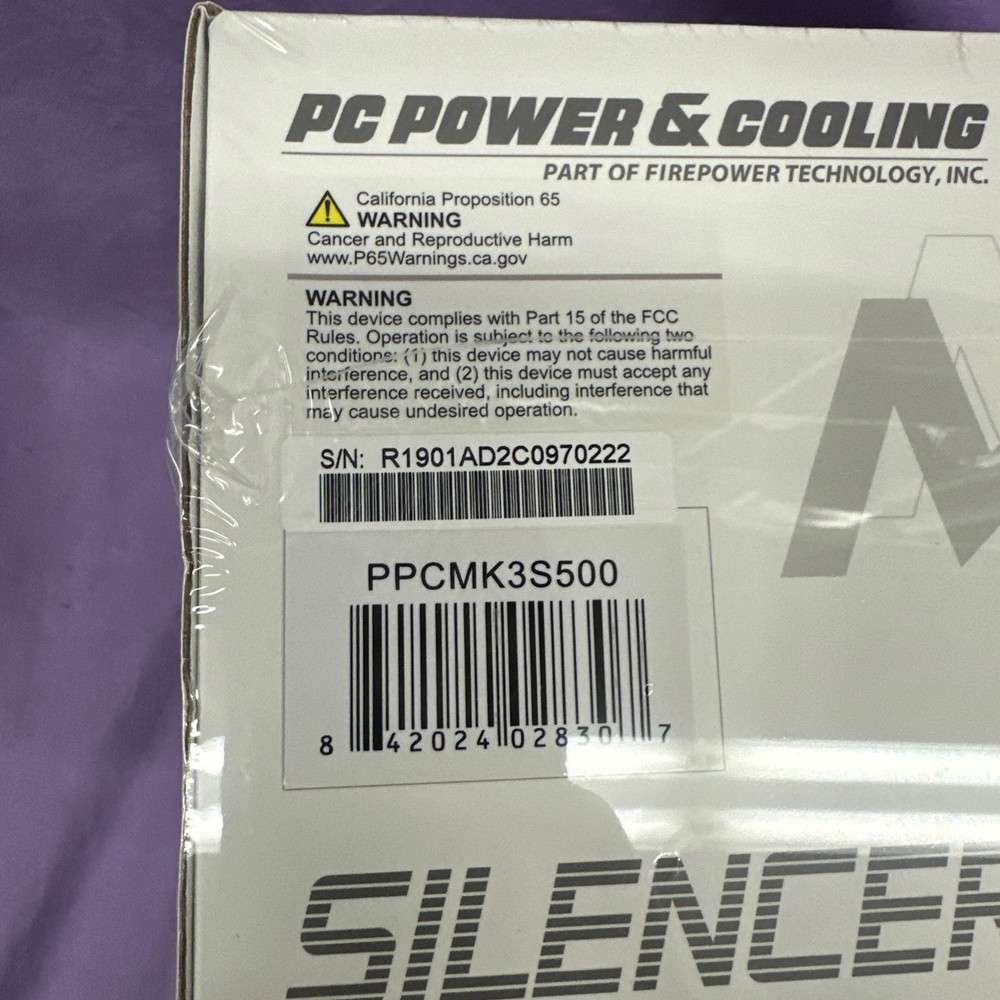 PC POWER & COOLING
PART OF FIREPOWER TECHNOLOGY, INC.
California Proposition 65
WARNING
Cancer and Reproductive Harm
www.P65Warnings.ca.gov
WARNING
This device complies with Part 15 of the FCC
Rules. Operation is subject to the following two
conditions: (1) this device may not cause harmful
interference, and (2) this device must accept any
interference received, including interference that
may cause undesired operation.
S/N: R1901AD2C0970222
PPCMK3S500
8 42024 02830 7
SILENCER